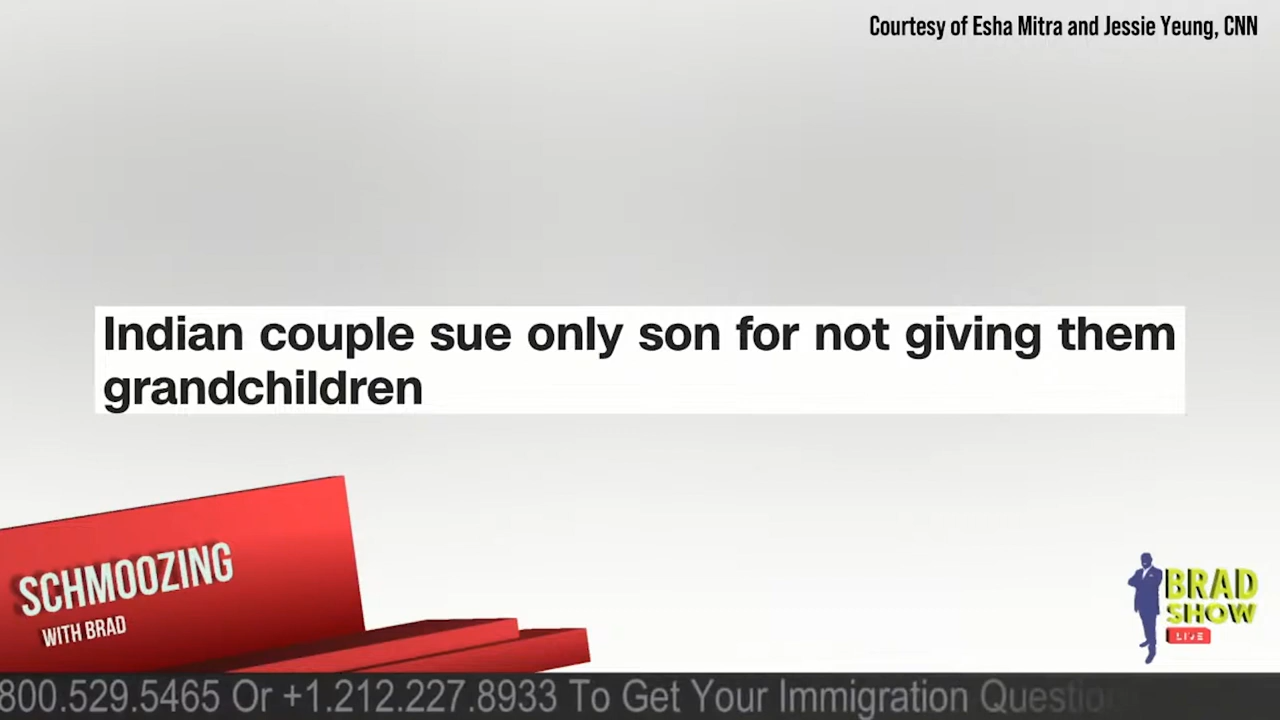 Courtesy of Esha Mitra and Jessie Yeung, CNN
Indian couple sue only son for not giving them
grandchildren
SCHMOOZING
WITH BRAD
BRAD
SHOW
LIVE
800.529.5465 Or +1.212.227.8933 To Get Your Immigration Questio